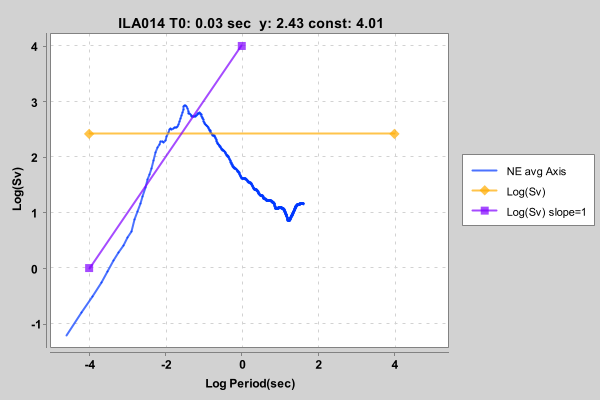 ILA014 T0: 0.03 sec  y: 2.43 const: 4.01
4
3
2
1
0
-1
Log(Sv)
-4
-2
0
2
4
Log Period(sec)
NE avg Axis
Log(Sv)
Log(Sv) slope=1